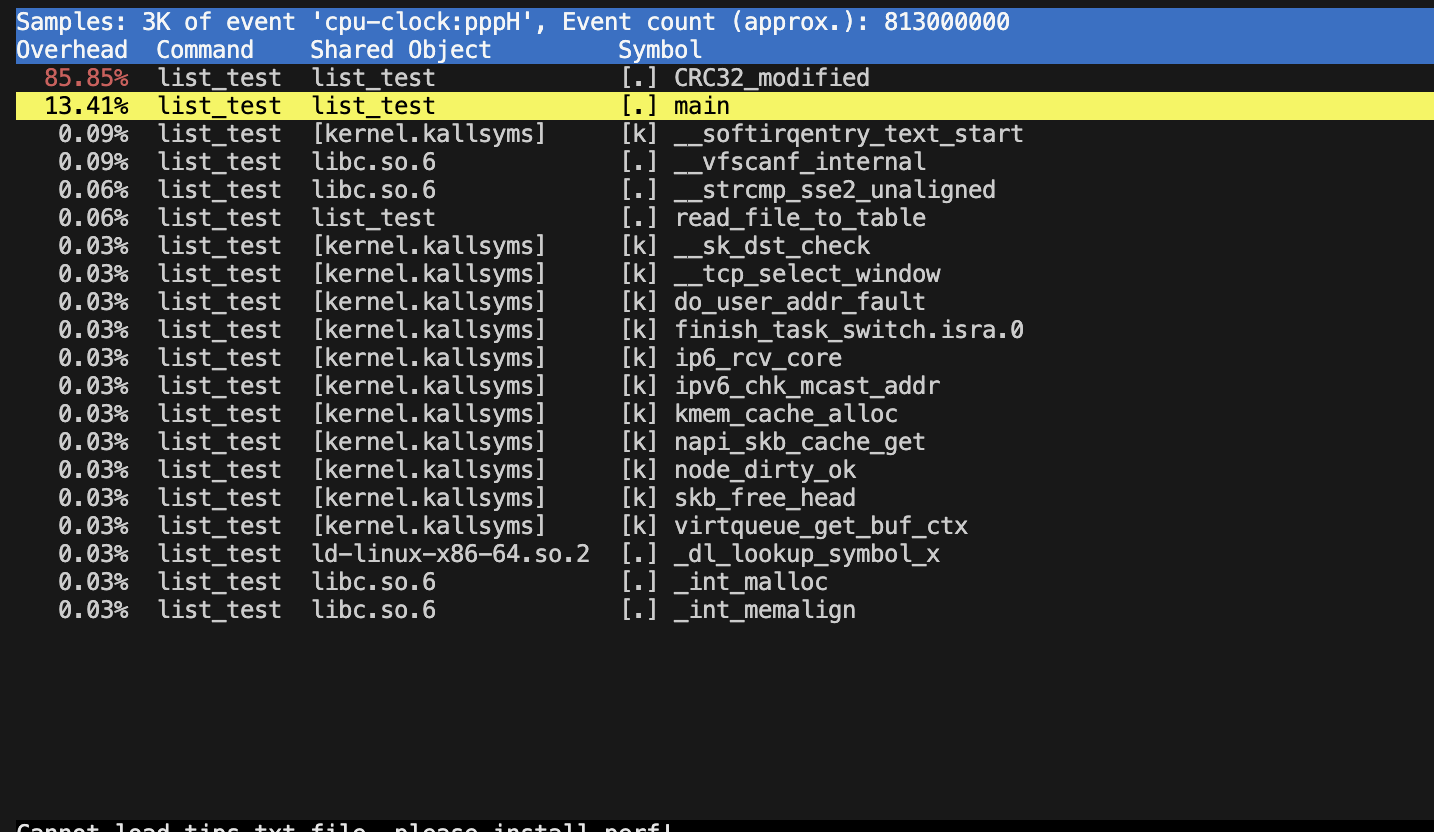 Samples: 3K of event 'cpu-clock:pppH', Event count (approx.): 813000000
Overhead  Command   Shared Object         Symbol
85.85%  list_test  list_test             [.] CRC32_modified
13.41%  list_test  list_test             [.] main
0.09%  list_test  [kernel.kallsyms]     [k] __softirqentry_text_start
0.09%  list_test  libc.so.6             [.] __vfscanf_internal
0.06%  list_test  libc.so.6             [.] __strcmp_sse2_unaligned
0.06%  list_test  list_test             [.] read_file_to_table
0.03%  list_test  [kernel.kallsyms]     [k] __sk_dst_check
0.03%  list_test  [kernel.kallsyms]     [k] __tcp_select_window
0.03%  list_test  [kernel.kallsyms]     [k] do_user_addr_fault
0.03%  list_test  [kernel.kallsyms]     [k] finish_task_switch.isra.0
0.03%  list_test  [kernel.kallsyms]     [k] ip6_rcv_core
0.03%  list_test  [kernel.kallsyms]     [k] ipv6_chk_mcast_addr
0.03%  list_test  [kernel.kallsyms]     [k] kmem_cache_alloc
0.03%  list_test  [kernel.kallsyms]     [k] napi_skb_cache_get
0.03%  list_test  [kernel.kallsyms]     [k] node_dirty_ok
0.03%  list_test  [kernel.kallsyms]     [k] skb_free_head
0.03%  list_test  [kernel.kallsyms]     [k] virtqueue_get_buf_ctx
0.03%  list_test  ld-linux-x86-64.so.2  [.] _dl_lookup_symbol_x
0.03%  list_test  libc.so.6             [.] _int_malloc
0.03%  list_test  libc.so.6             [.] _int_memalign
Cannot load tips.txt file, please install perf!